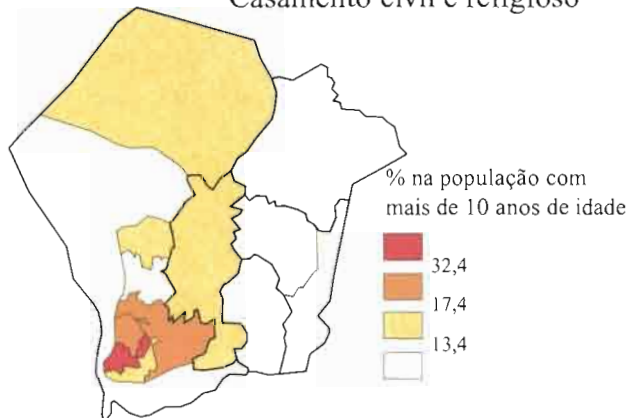 Casamento civil e religioso
% na população com
mais de 10 anos de idade
32,4
17,4
13,4